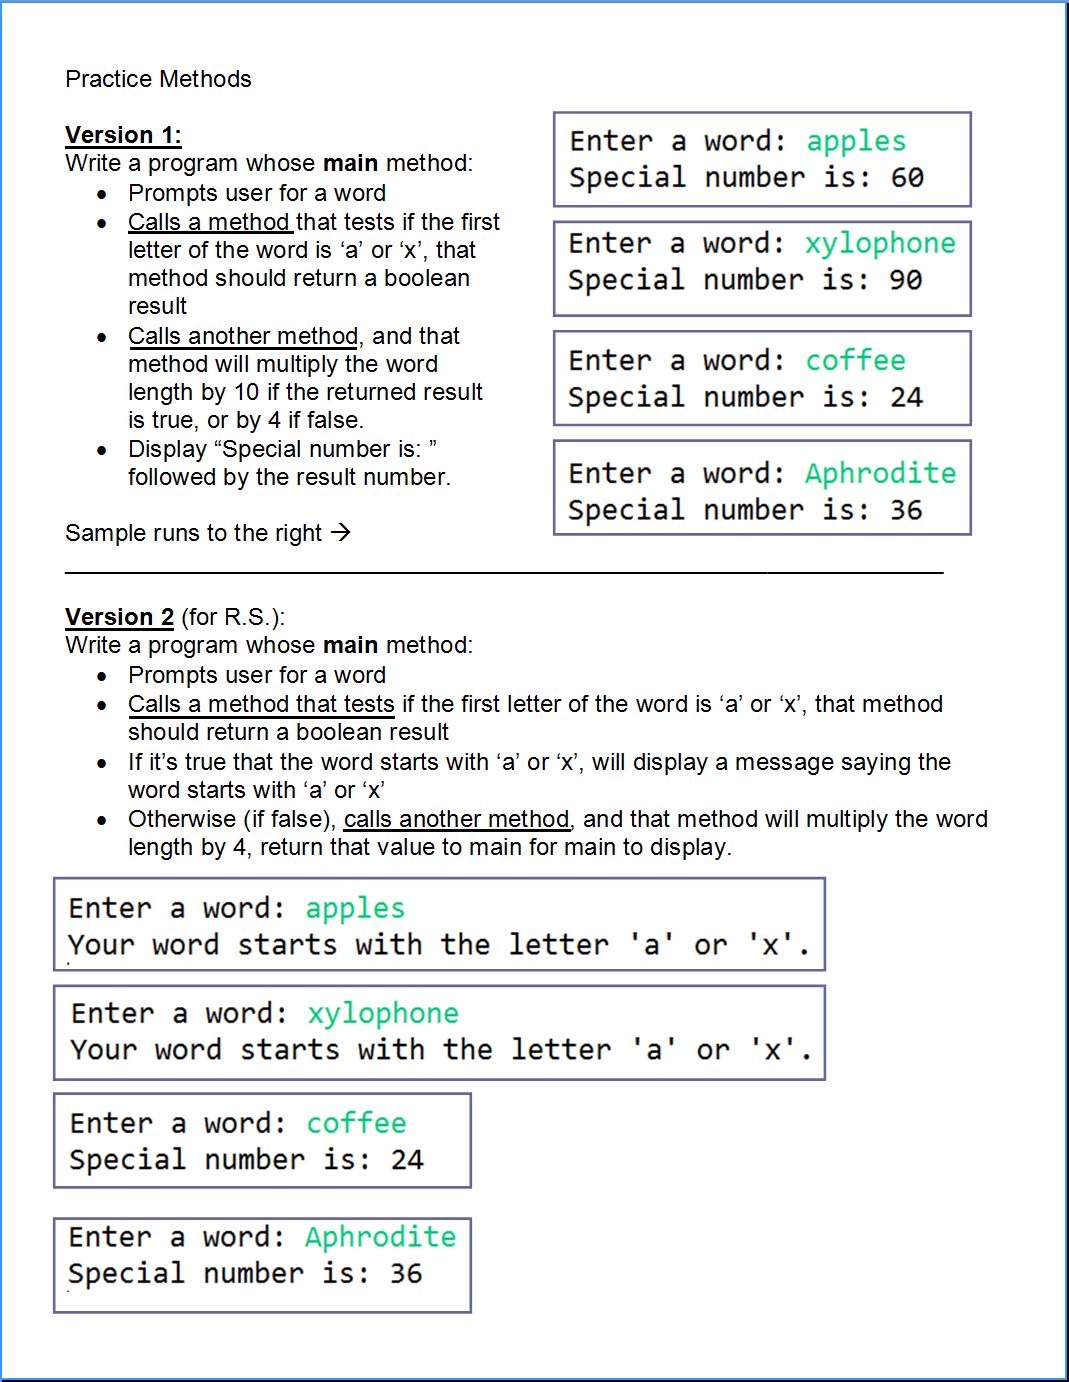 Practice Methods
Version 1:
Write a program whose main method:
• Prompts user for a word
• Calls a method that tests if the first
letter of the word is ‘a’ or ‘x’, that
method should return a boolean
result
• Calls another method, and that
method will multiply the word
length by 10 if the returned result
is true, or by 4 if false.
• Display “Special number is: ”
followed by the result number.
Sample runs to the right →
Enter a word: apples
Special number is: 60
Enter a word: xylophone
Special number is: 90
Enter a word: coffee
Special number is: 24
Enter a word: Aphrodite
Special number is: 36
Version 2 (for R.S.):
Write a program whose main method:
• Prompts user for a word
• Calls a method that tests if the first letter of the word is ‘a’ or ‘x’, that method
should return a boolean result
• If it’s true that the word starts with ‘a’ or ‘x’, will display a message saying the
word starts with ‘a’ or ‘x’
• Otherwise (if false), calls another method, and that method will multiply the word
length by 4, return that value to main for main to display.
Enter a word: apples
Your word starts with the letter 'a' or 'x'.
Enter a word: xylophone
Your word starts with the letter 'a' or 'x'.
Enter a word: coffee
Special number is: 24
Enter a word: Aphrodite
Special number is: 36